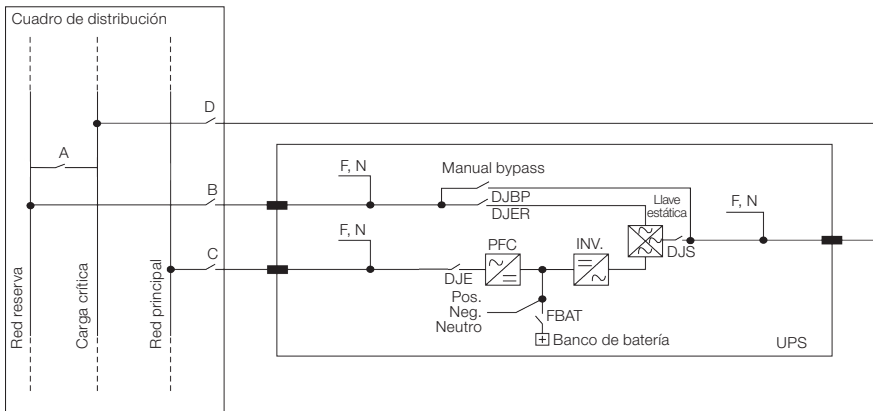 Cuadro de distribución
D
A
F, N
Manual bypass
B
DJBP
DJER
Llave
estática
F, N
F, N
C
PFC
INV.
DJE
DJS
Pos.
Neg.
Neutro
FBAT
Banco de batería
UPS
Red reserva
Carga crítica
Red principal